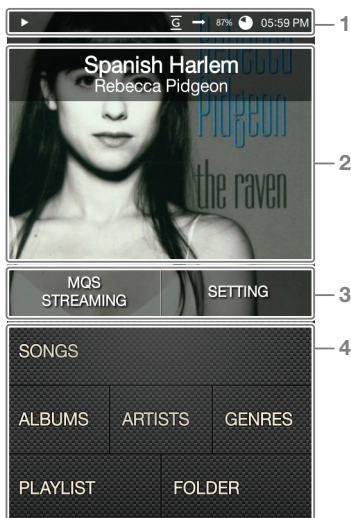 G 87% 05:59 PM 1
Spanish Harlem
Rebecca Pidgeon
Rebecca
Pidgeon
2
the raven
MQS
STREAMING
SETTING
3
SONGS
4
ALBUMS ARTISTS GENRES
PLAYLIST FOLDER